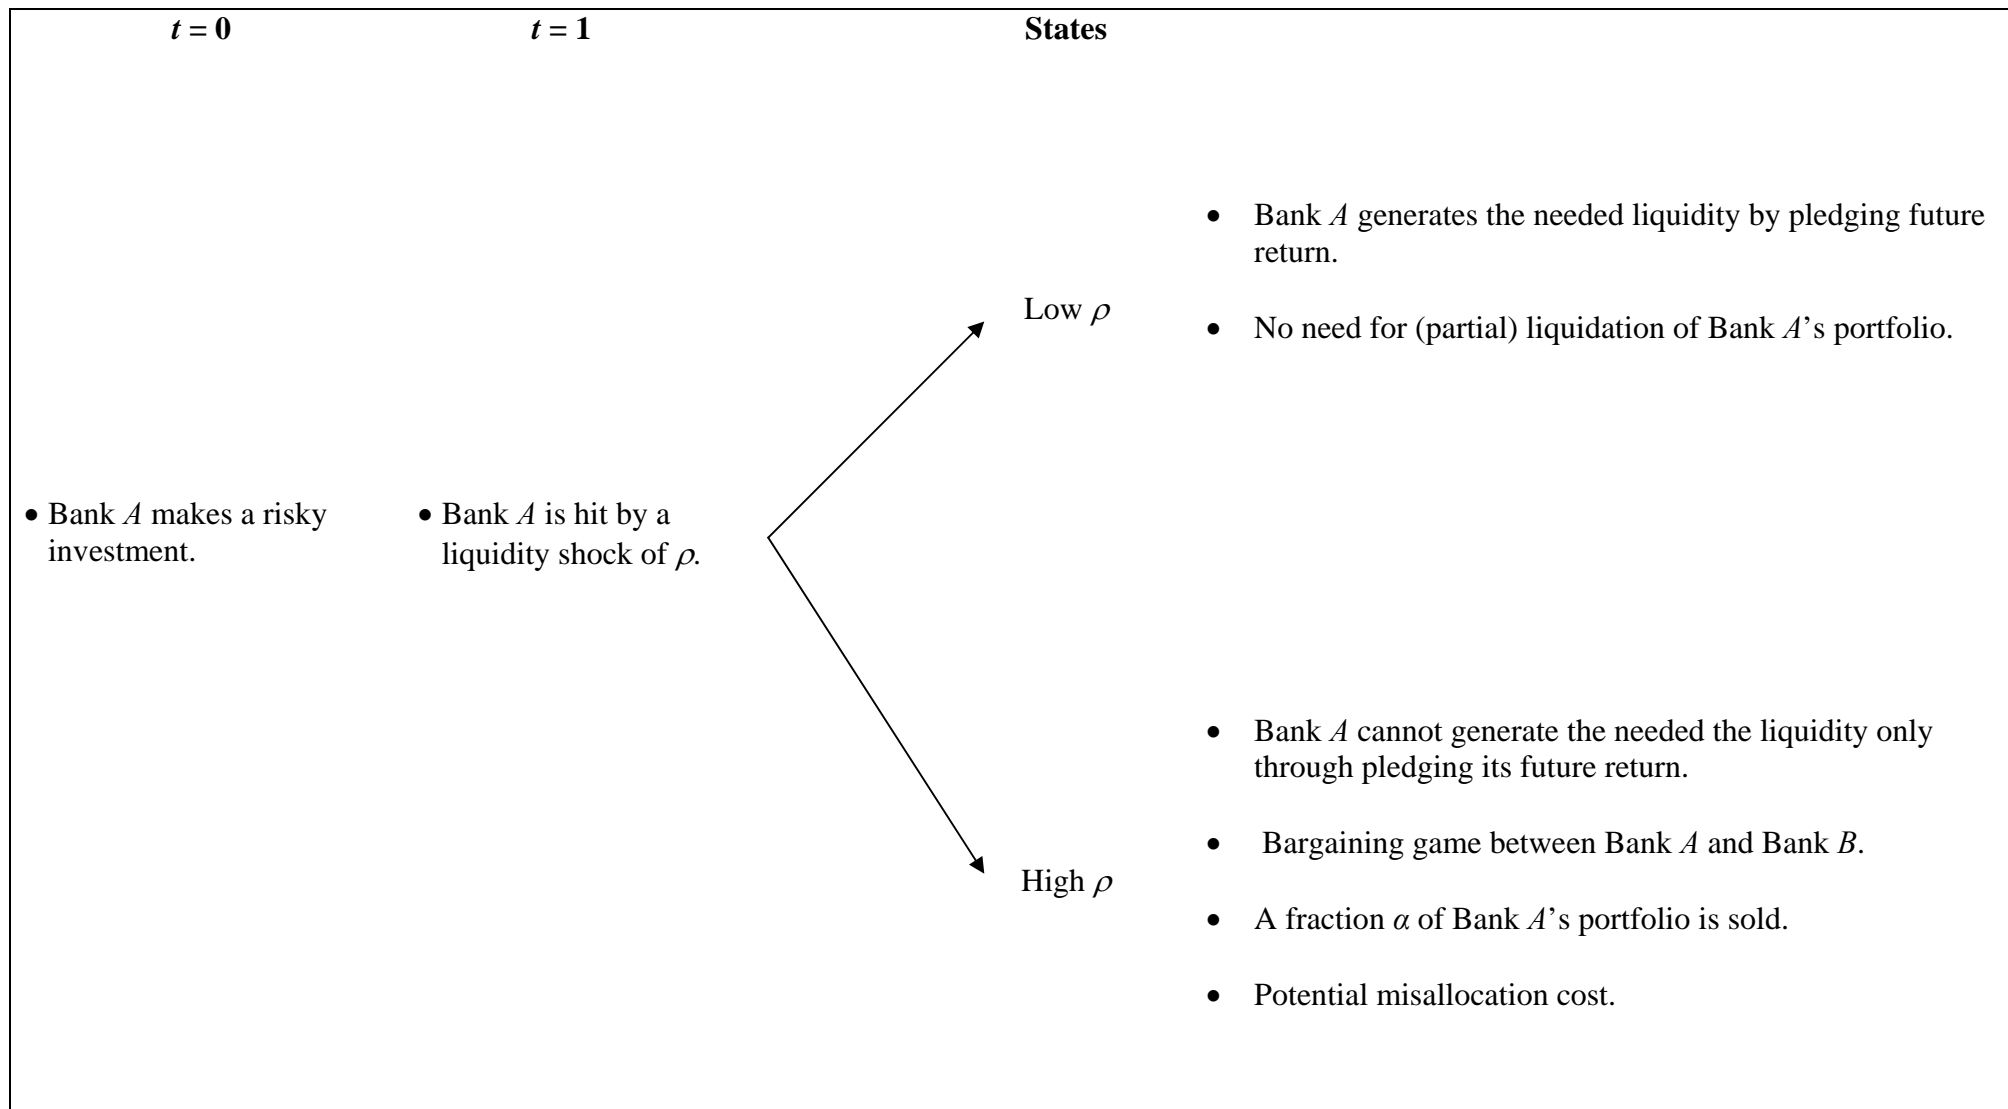 t = 0
t = 1
States
• Bank A makes a risky
investment.
• Bank A is hit by a
liquidity shock of ρ.
Low ρ
• Bank A generates the needed liquidity by pledging future
return.
• No need for (partial) liquidation of Bank A’s portfolio.
High ρ
• Bank A cannot generate the needed the liquidity only
through pledging its future return.
• Bargaining game between Bank A and Bank B.
• A fraction α of Bank A’s portfolio is sold.
• Potential misallocation cost.